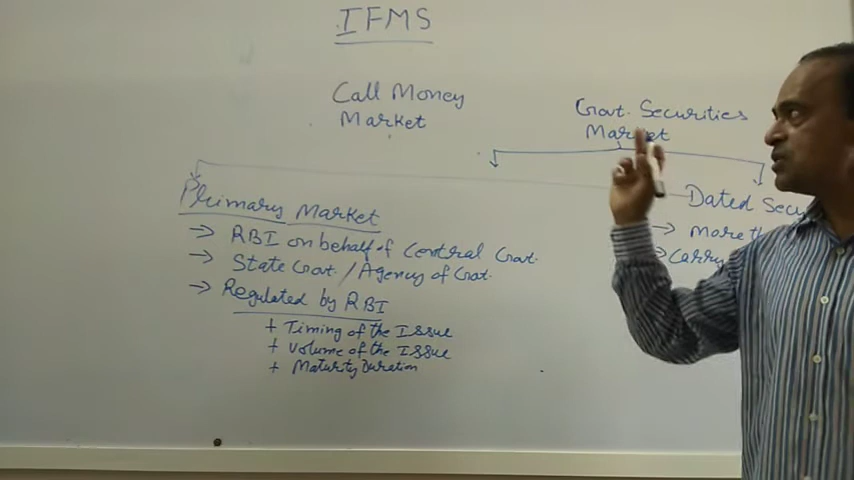 IFMS
Call Money
Market
Govt. Securities
Market
Primary Market
→ RBI on behalf of Central Govt.
→ State Govt. / Agency of Govt.
→ Regulated by RBI
+ Timing of the Issue
+ Volume of the Issue
+ Maturity Duration
Dated Secu
→ More th
→ Carry